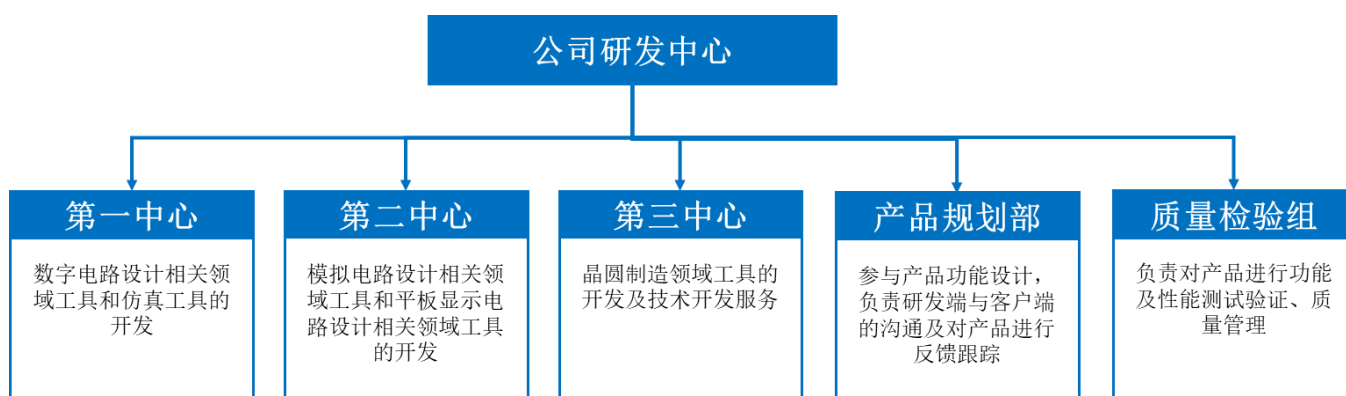 公司研发中心
第一中心
数字电路设计相关领
域工具和仿真工具的
开发
第二中心
模拟电路设计相关领
域工具和平板显示电
路设计相关领域工具
的开发
第三中心
晶圆制造领域工具的
开发及技术开发服务
产品规划部
参与产品功能设计，
负责研发端与客户端
的沟通及对产品进行
反馈跟踪
质量检验组
负责对产品进行功能
及性能测试验证、质
量管理